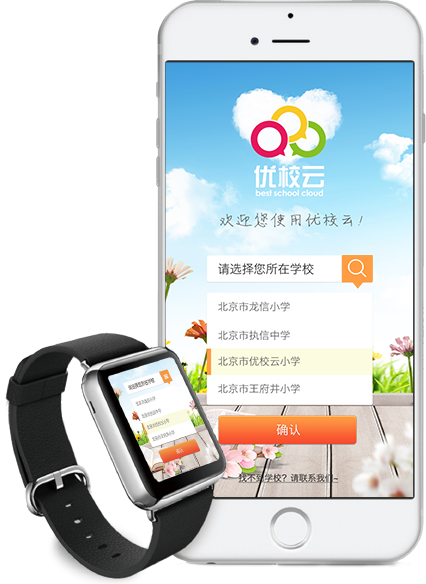 优校云
best school cloud
欢迎您使用优校云!
请选择您所在学校
北京市龙信小学
北京市执信中学
北京市优校云小学
北京市王府井小学
确认
找不到学校? 请联系我们~